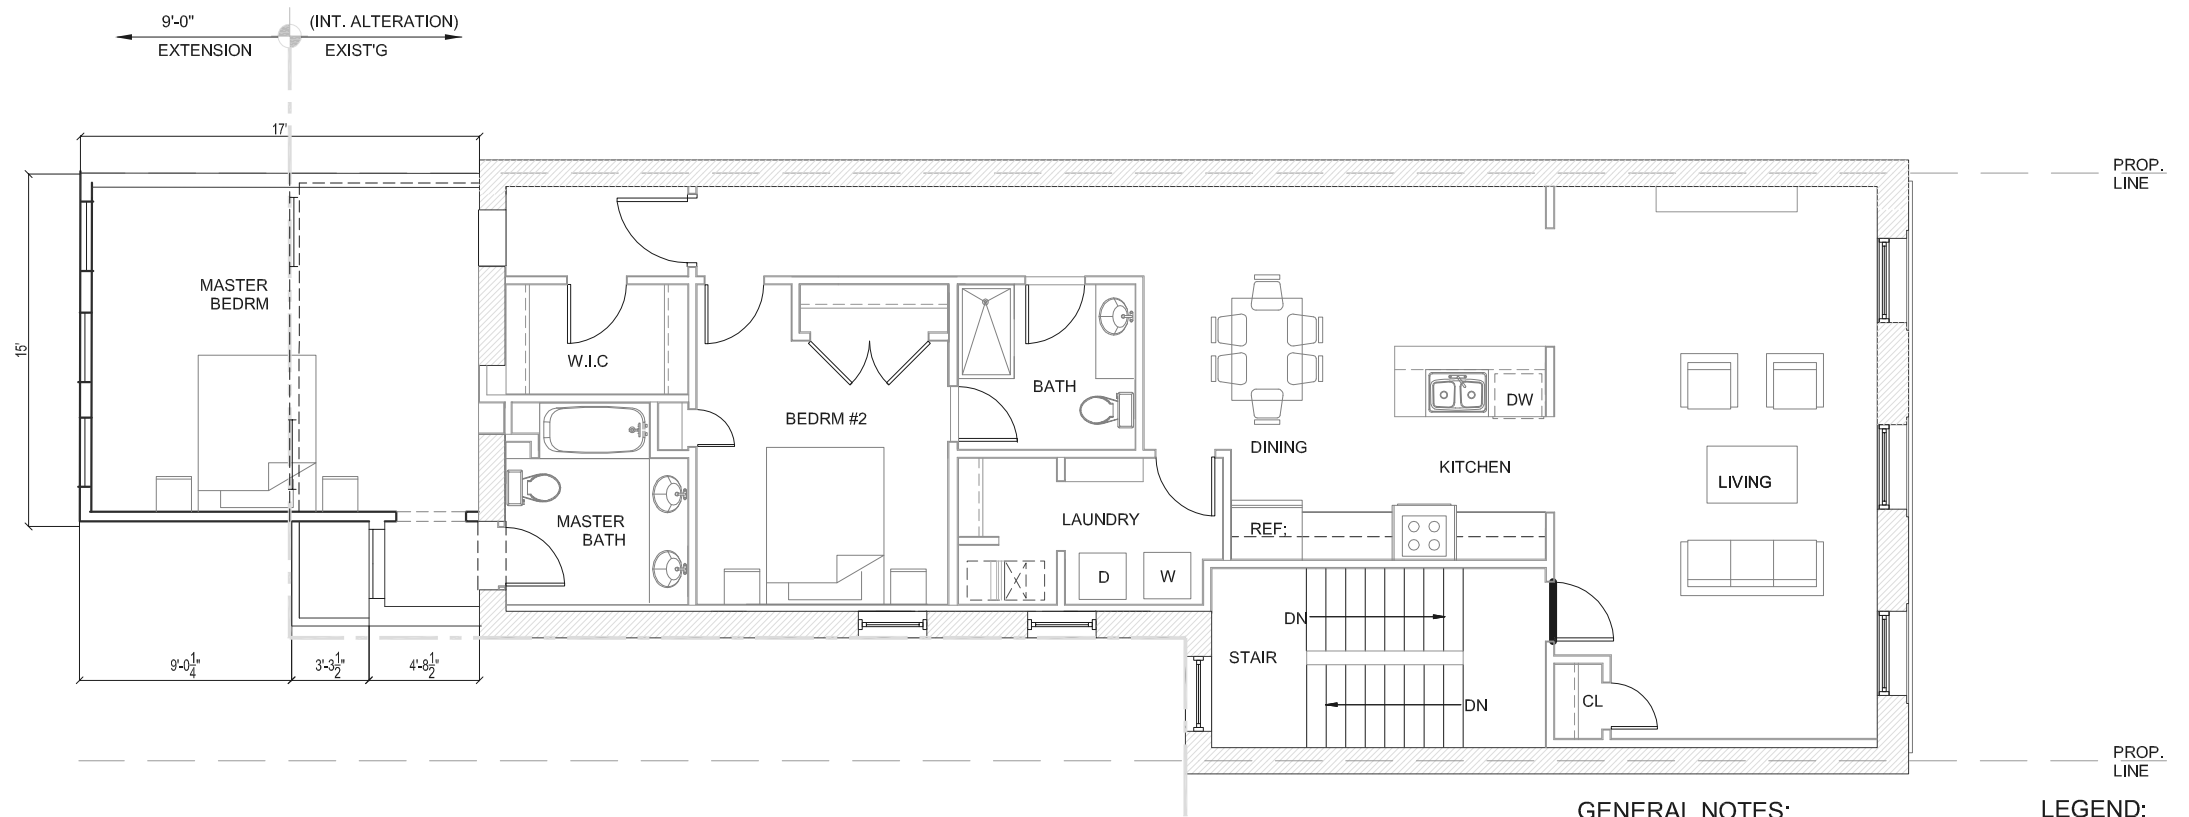 9'-0"
(INT. ALTERATION)
EXTENSION
EXIST'G
17'
PROP.
LINE
MASTER
BEDRM
15'
W.I.C
BATH
BEDRM #2
DW
DINING
KITCHEN
LIVING
MASTER
BATH
LAUNDRY
REF;
D
W
DN
STAIR
9'-0 1/4"
3'-3 1/2"
4'-8 1/2"
CL
DN
PROP.
LINE
GENERAL NOTES:
LEGEND: